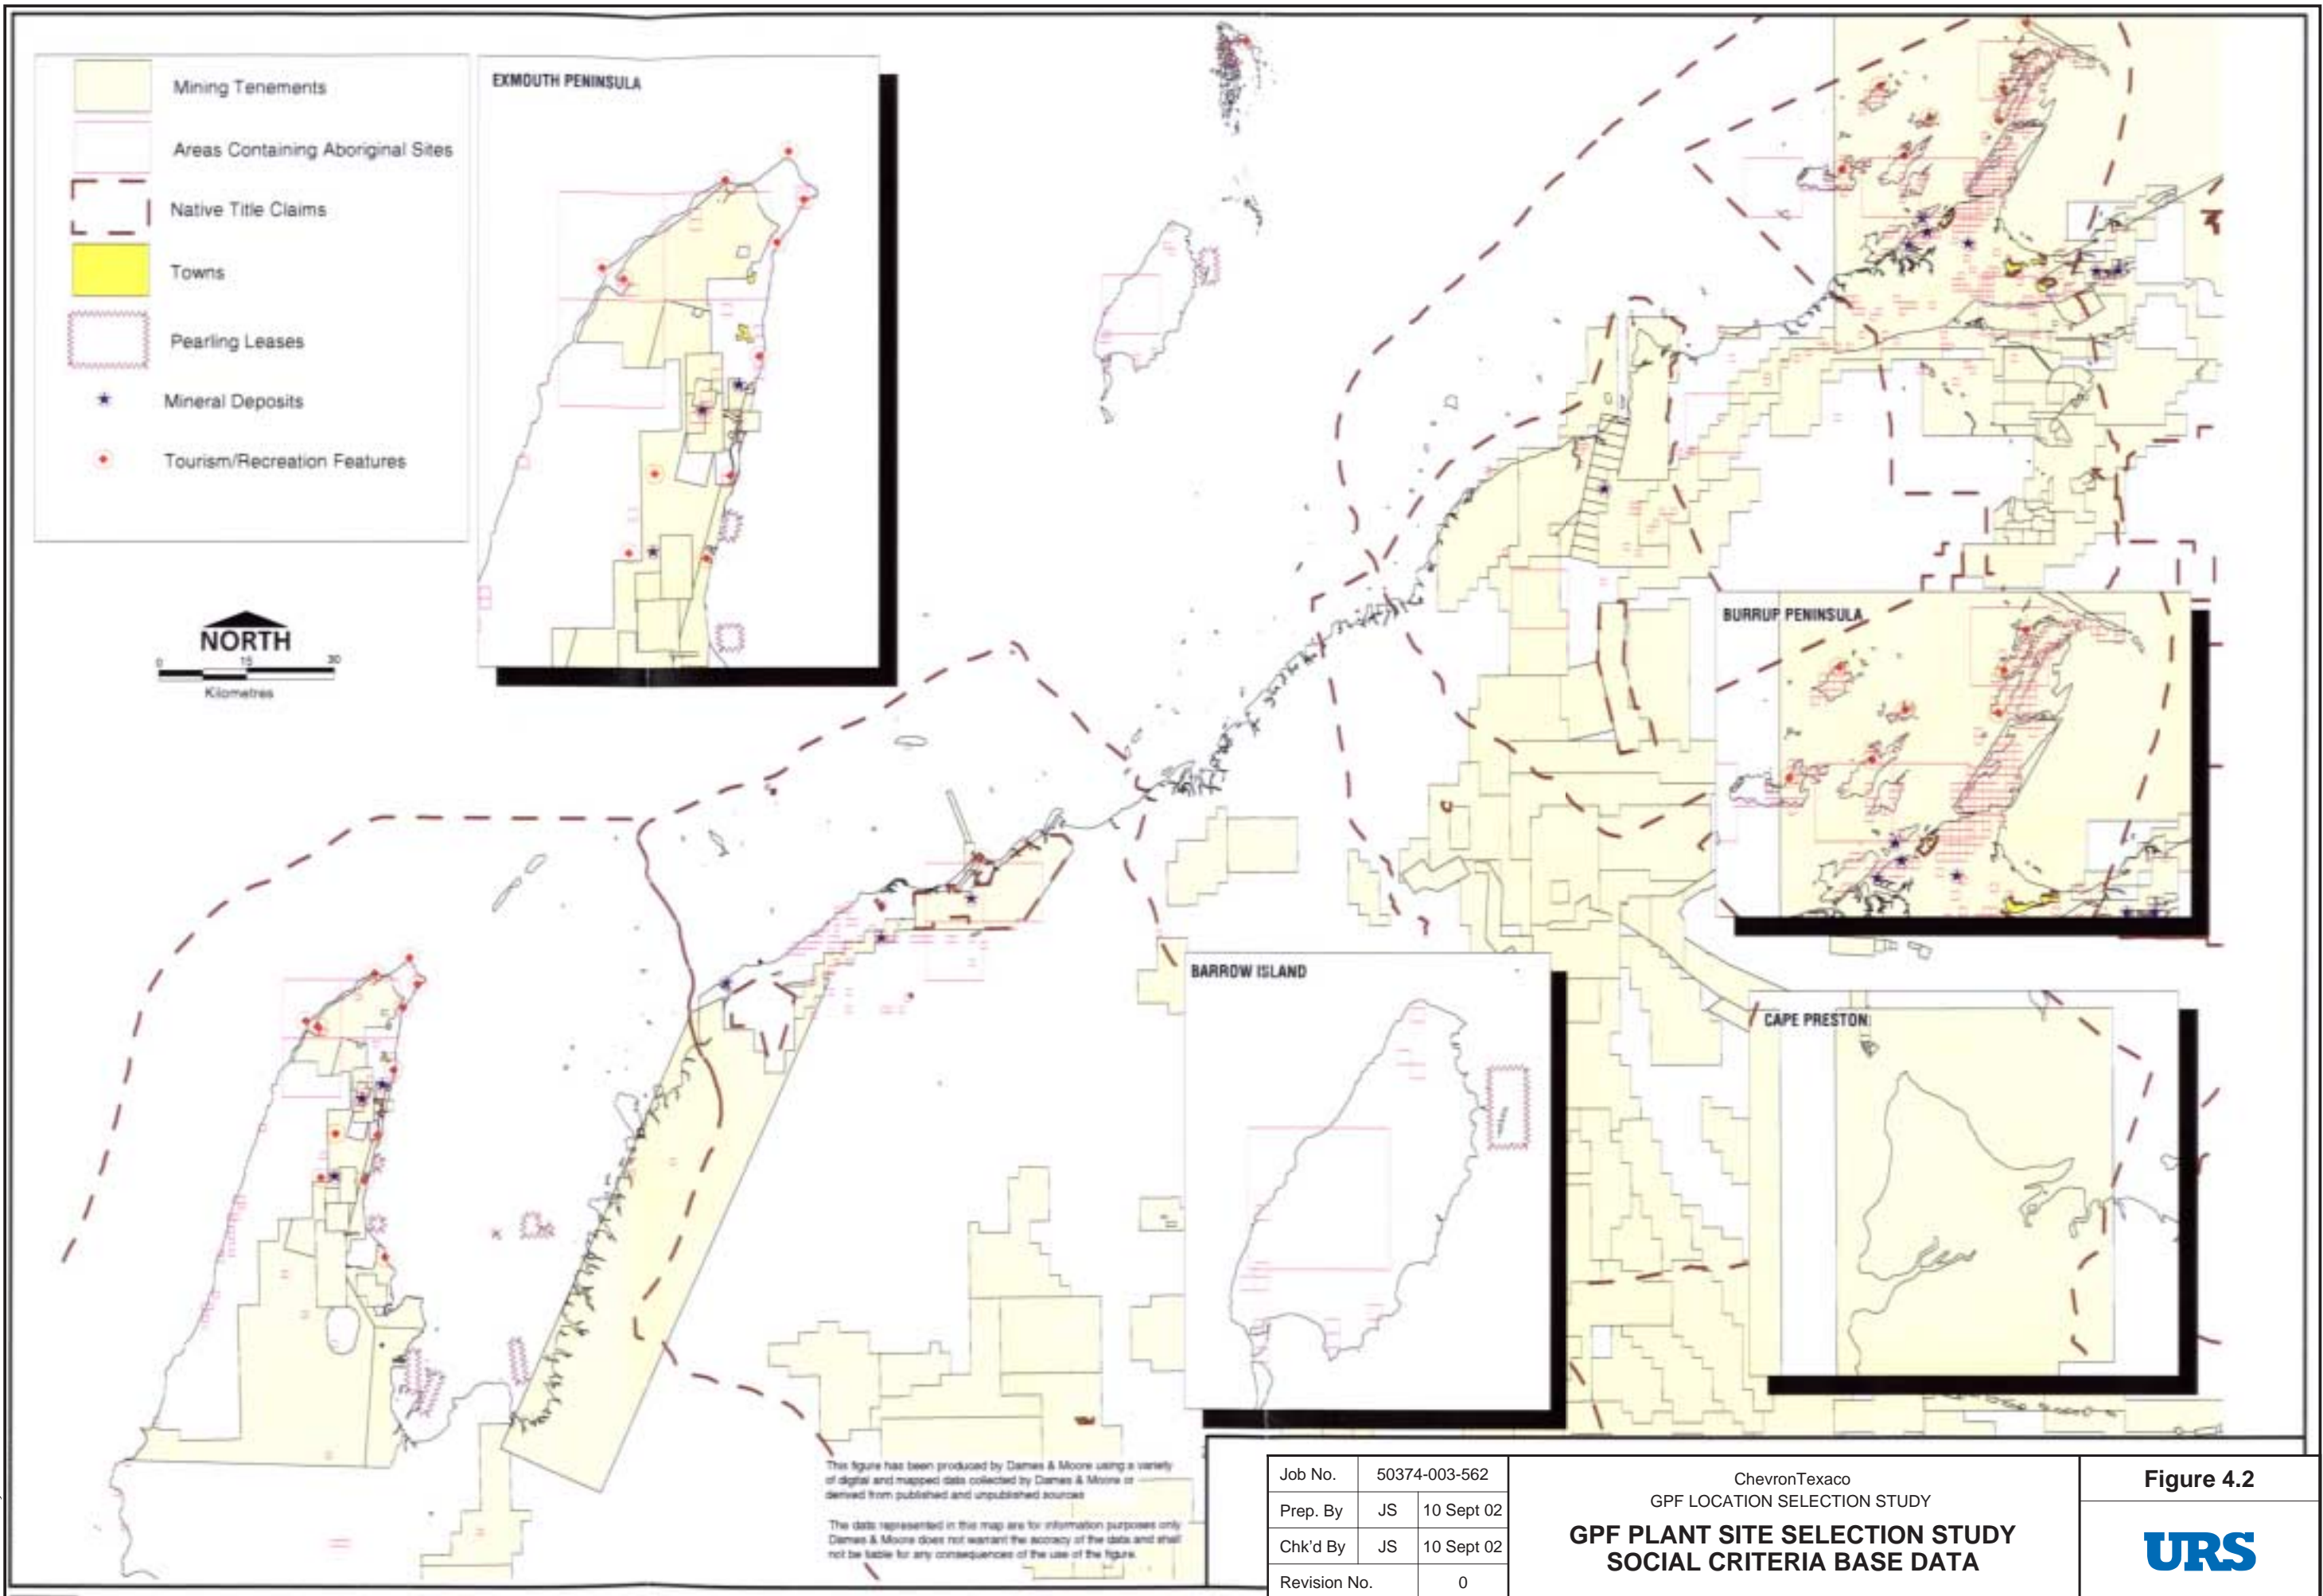 Mining Tenements
Areas Containing Aboriginal Sites
Native Title Claims
Towns
Pearling Leases
Mineral Deposits
Tourism/Recreation Features
NORTH
0 15 30
Kilometres
EXMOUTH PENINSULA
BURRUP PENINSULA
BARROW ISLAND
CAPE PRESTON
This figure has been produced by Dames & Moore using a variety
of digital and mapped data collected by Dames & Moore or
derived from published and unpublished sources
The data represented in this map are for information purposes only
Dames & Moore does not warrant the accuracy of the data and shall
not be liable for any consequences of the use of the figure.
Job No. 50374-003-562
Prep. By JS 10 Sept 02
Chk'd By JS 10 Sept 02
Revision No. 0
ChevronTexaco
GPF LOCATION SELECTION STUDY
GPF PLANT SITE SELECTION STUDY
SOCIAL CRITERIA BASE DATA
Figure 4.2
URS